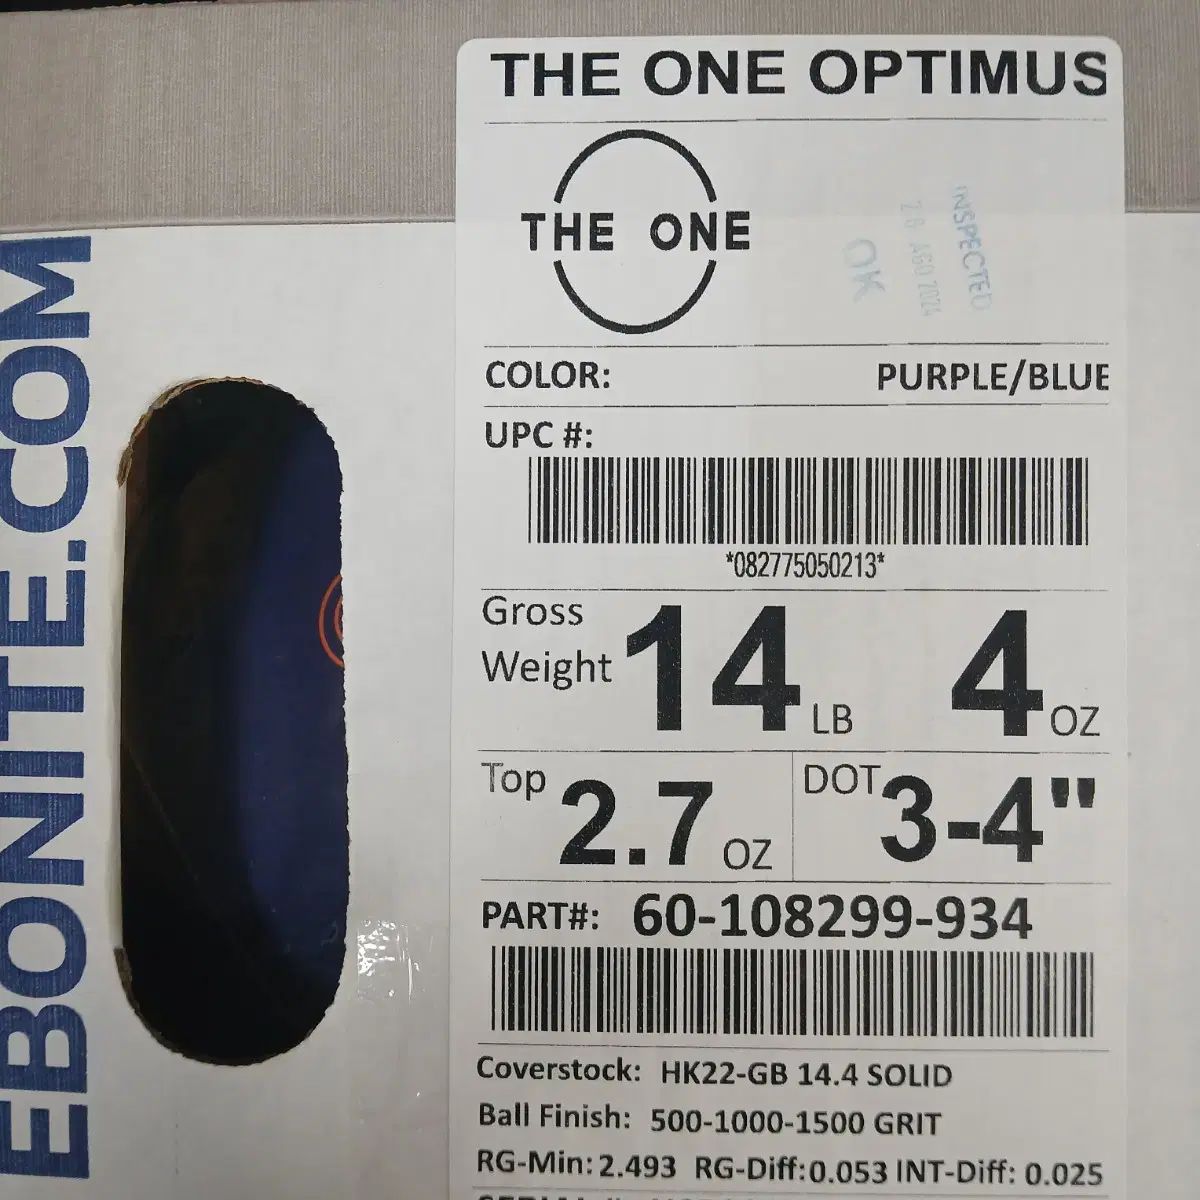 THE ONE OPTIMUS
THE ONE
INSPECTED
AGO 2024
OK
COLOR: PURPLE/BLUE
UPC #:
*082775050213*
Gross Weight 14 LB 4 OZ
Top 2.7 OZ DOT 3-4"
PART#: 60-108299-934
Coverstock: HK22-GB 14.4 SOLID
Ball Finish: 500-1000-1500 GRIT
RG-Min: 2.493 RG-Diff: 0.053 INT-Diff: 0.025
EBONITE.COM